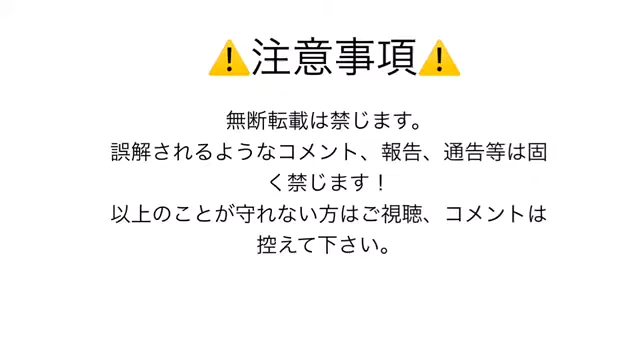 ⚠️注意事項⚠️
無断転載は禁じます。
誤解されるようなコメント、報告、通告等は固
く禁じます！
以上のことが守れない方はご視聴、コメントは
控えて下さい。